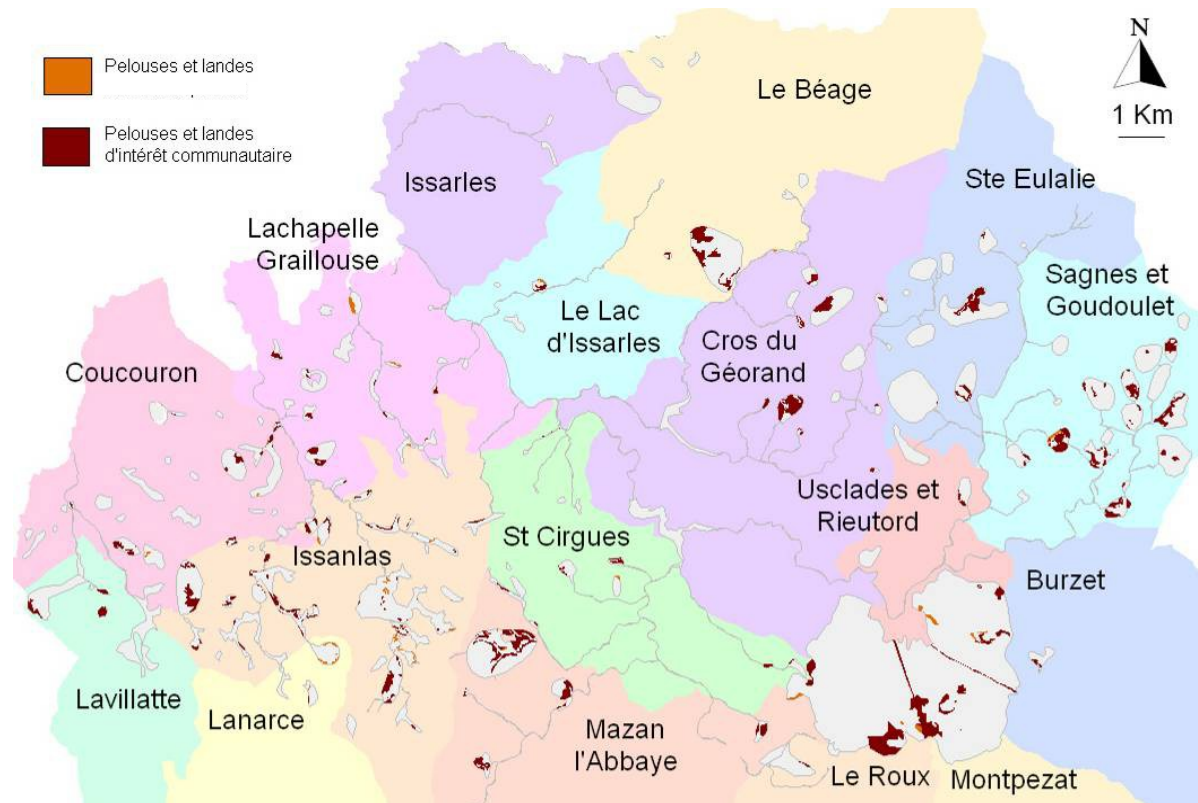 Pelouses et landes
Pelouses et landes
d'intérêt communautaire
N
1 Km
Le Béage
Issarles
Ste Eulalie
Lachapelle
Graillouse
Sagnes et
Goudoulet
Le Lac
d'Issarles
Cros du
Géorand
Coucouron
Usclades et
Rieutord
St Cirgues
Issanlas
Burzet
Lavillatte
Lanarce
Mazan
l'Abbaye
Le Roux
Montpezat